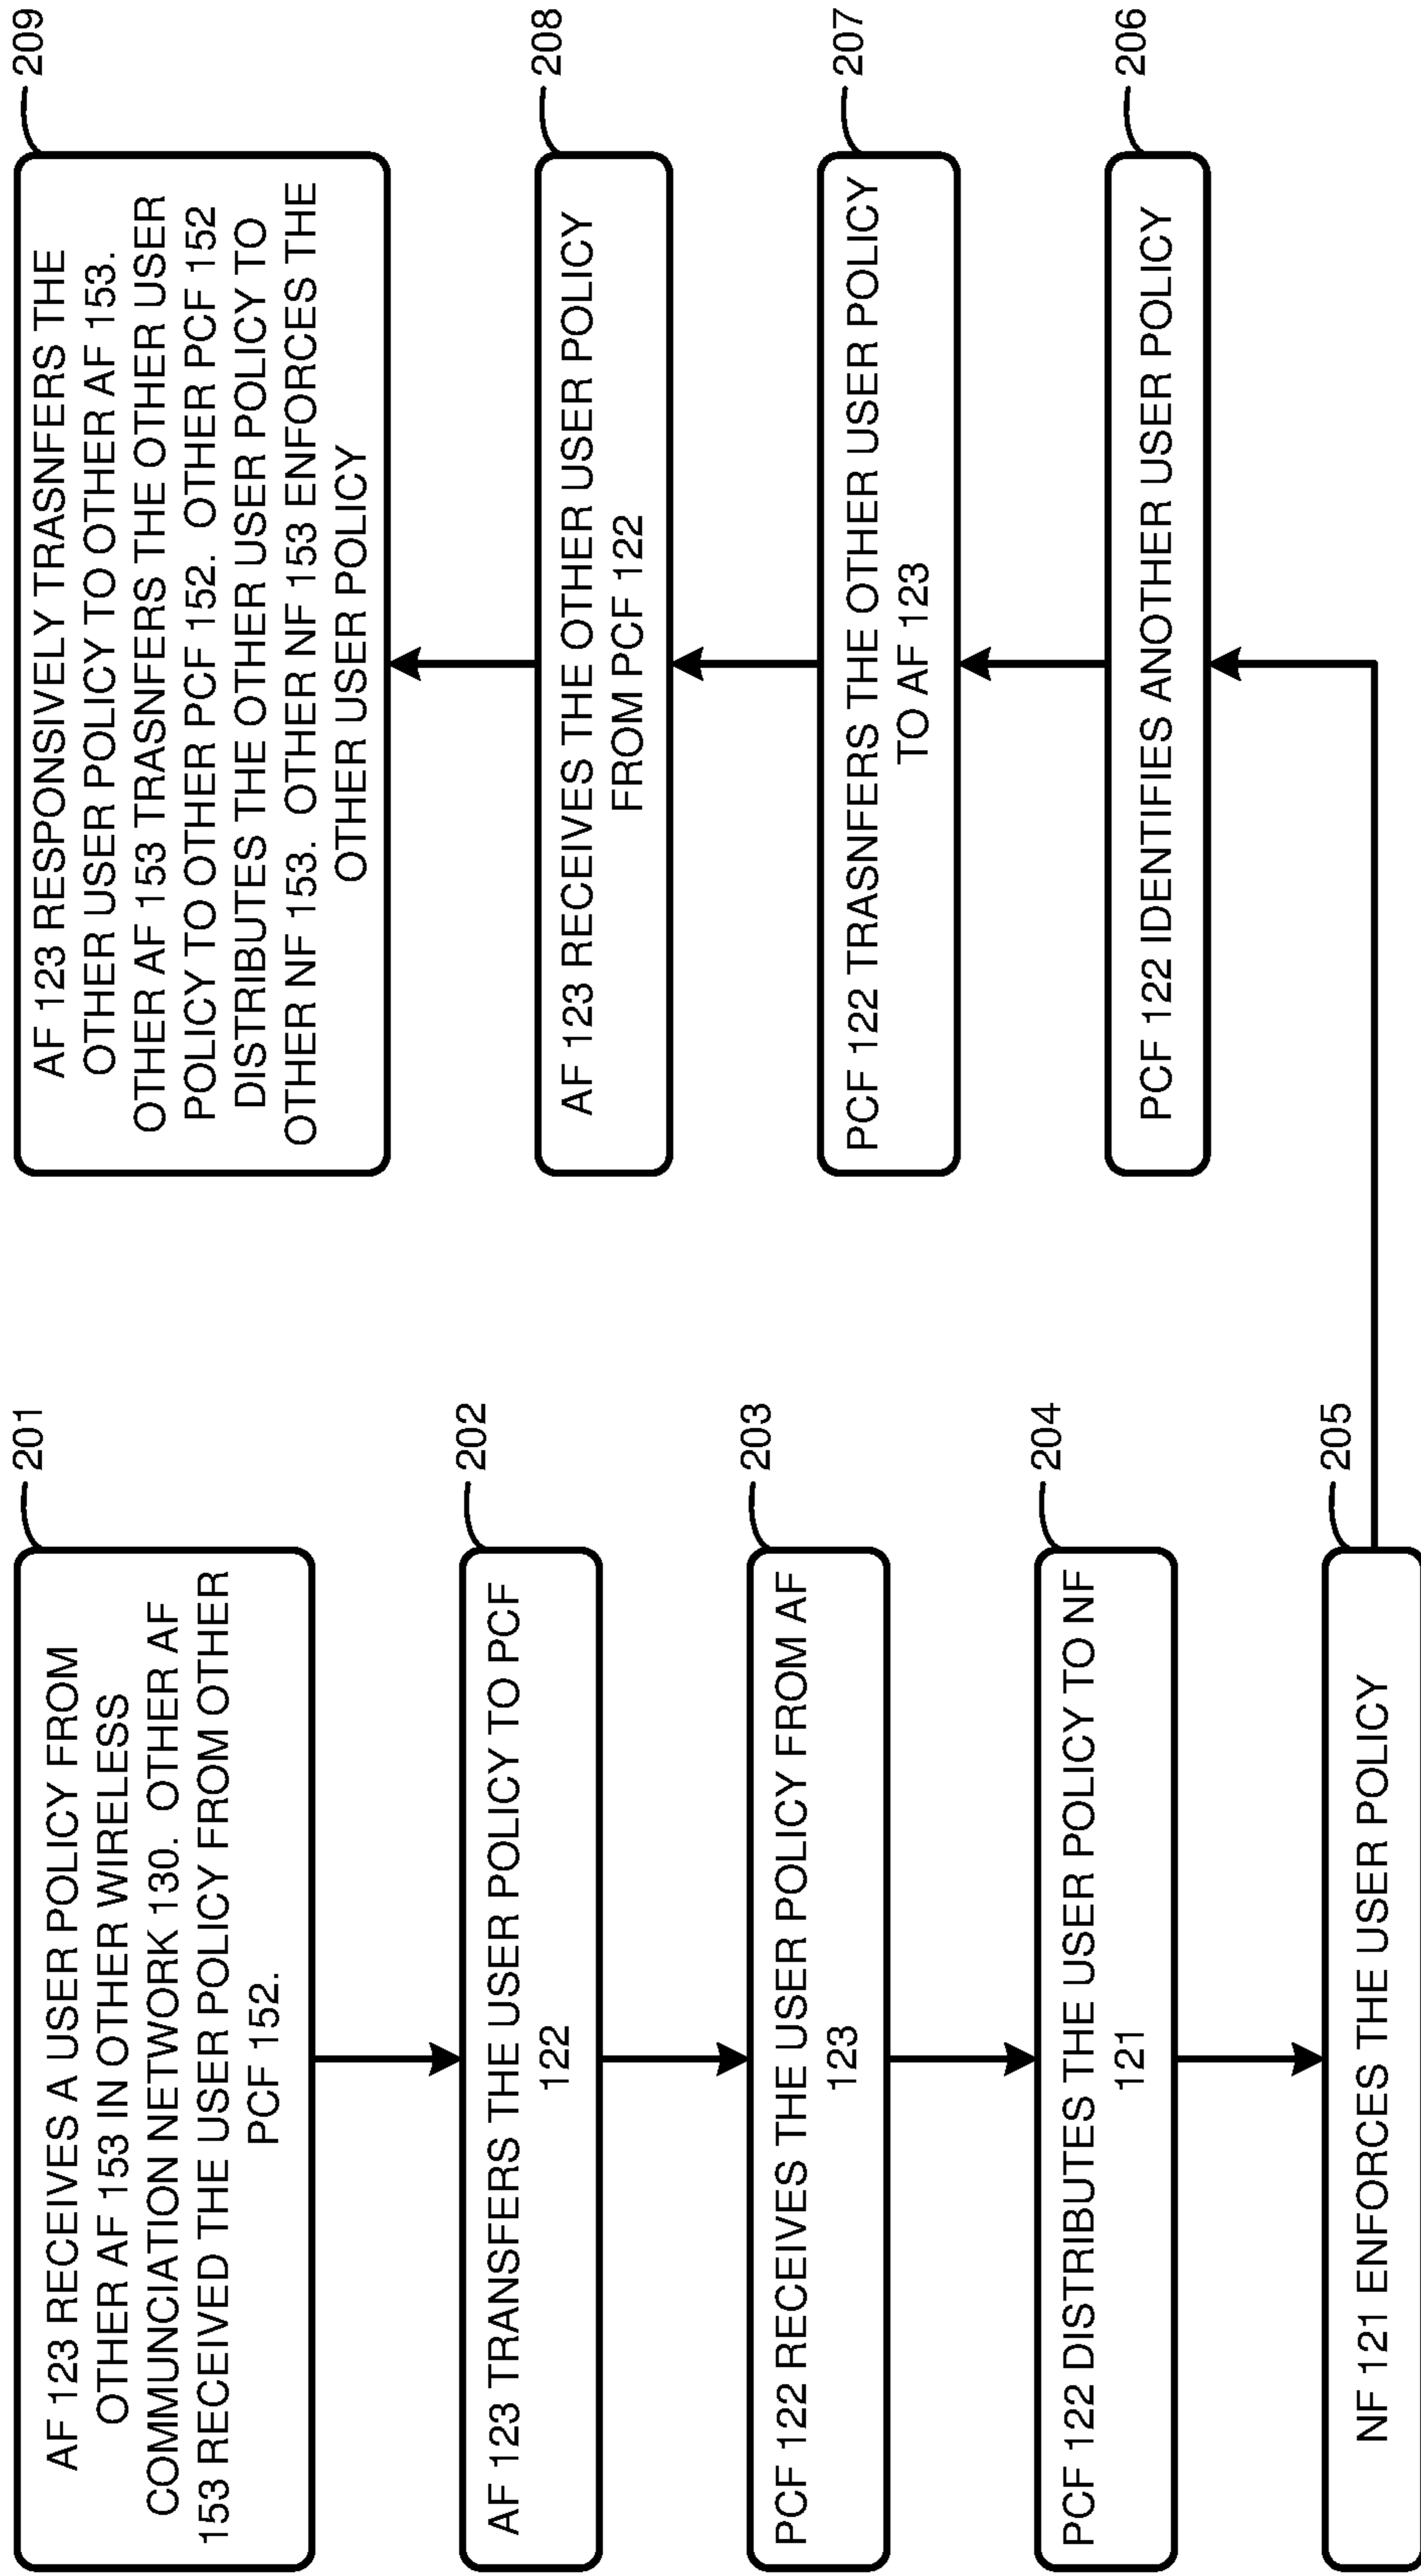 AF 123 RECEIVES A USER POLICY FROM
OTHER AF 153 IN OTHER WIRELESS
COMMUNCIATION NETWORK 130. OTHER AF
153 RECEIVED THE USER POLICY FROM OTHER
PCF 152.
201
AF 123 TRANSFERS THE USER POLICY TO PCF
122
202
PCF 122 RECEIVES THE USER POLICY FROM AF
123
203
PCF 122 DISTRIBUTES THE USER POLICY TO NF
121
204
NF 121 ENFORCES THE USER POLICY
205
PCF 122 IDENTIFIES ANOTHER USER POLICY
206
PCF 122 TRASNFERS THE OTHER USER POLICY
TO AF 123
207
AF 123 RECEIVES THE OTHER USER POLICY
FROM PCF 122
208
AF 123 RESPONSIVELY TRASNFERS THE
OTHER USER POLICY TO OTHER AF 153.
OTHER AF 153 TRASNFERS THE OTHER USER
POLICY TO OTHER PCF 152. OTHER PCF 152
DISTRIBUTES THE OTHER USER POLICY TO
OTHER NF 153. OTHER NF 153 ENFORCES THE
OTHER USER POLICY
209